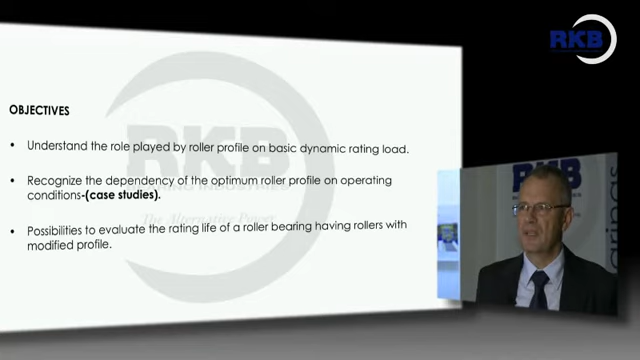 RKB
OBJECTIVES
• Understand the role played by roller profile on basic dynamic rating load.
• Recognize the dependency of the optimum roller profile on operating
conditions-(case studies).
• Possibilities to evaluate the rating life of a roller bearing having rollers with
modified profile.
RKB
The Alternative Power
RKB
arings